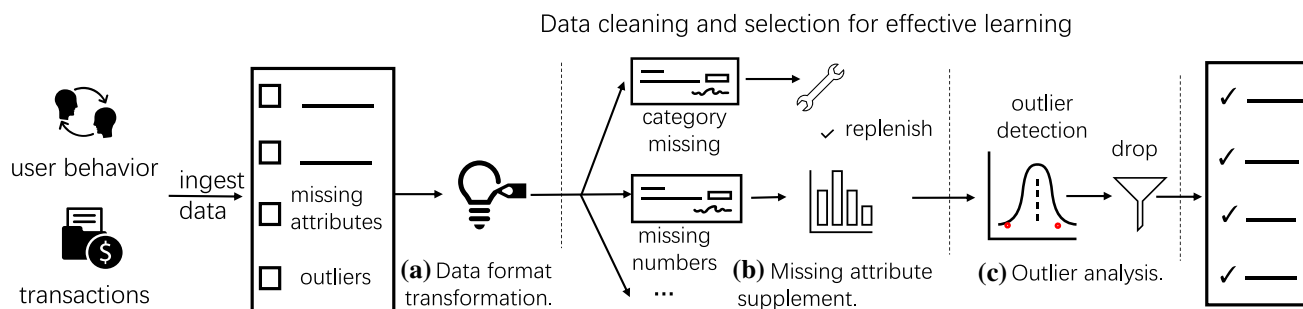 Data cleaning and selection for effective learning
user behavior
transactions
ingest
data
missing
attributes
outliers
(a) Data format
transformation.
category
missing
✓ replenish
missing
numbers
...
(b) Missing attribute
supplement.
outlier
detection
drop
(c) Outlier analysis.
$
✓
✓
✓
✓